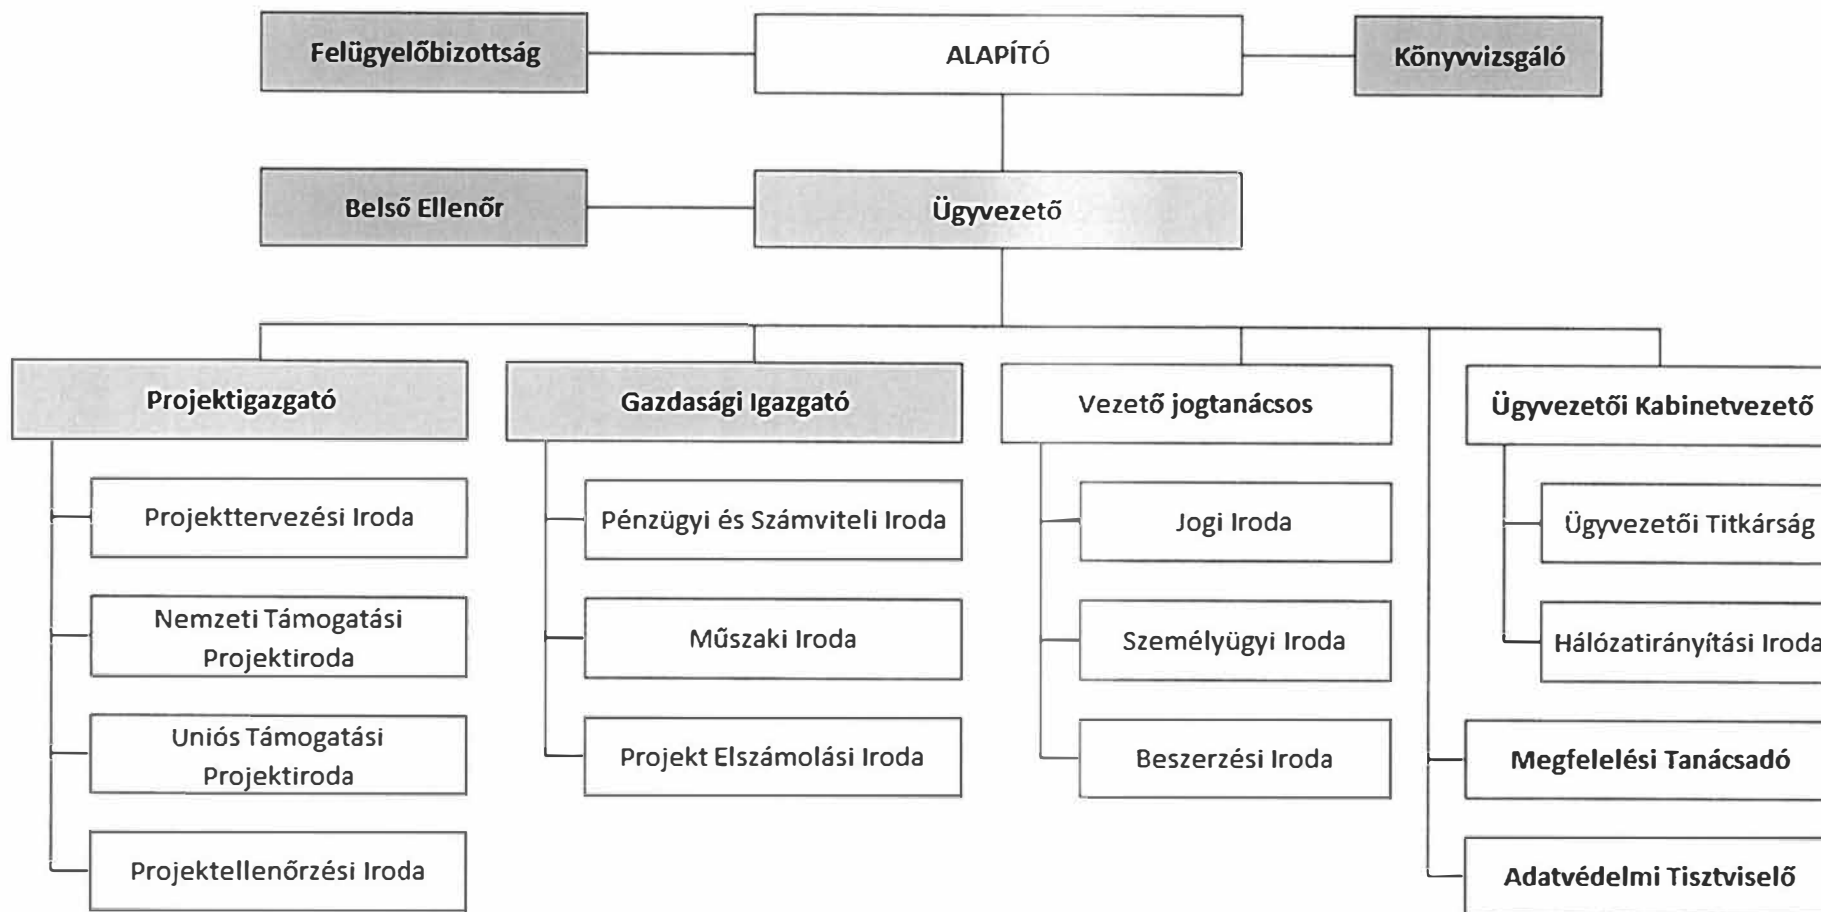 Felügyelőbizottság
ALAPÍTÓ
Könyvvizsgáló
Belső Ellenőr
Ügyvezető
Projektigazgató
Gazdasági Igazgató
Vezető jogtanácsos
Ügyvezetői Kabinetvezető
Projekttervezési Iroda
Nemzeti Támogatási
Projektiroda
Uniós Támogatási
Projektiroda
Projektellenőrzési Iroda
Pénzügyi és Számviteli Iroda
Műszaki Iroda
Projekt Elszámolási Iroda
Jogi Iroda
Személyügyi Iroda
Beszerzési Iroda
Ügyvezetői Titkárság
Hálózatirányítási Iroda
Megfelelési Tanácsadó
Adatvédelmi Tisztviselő